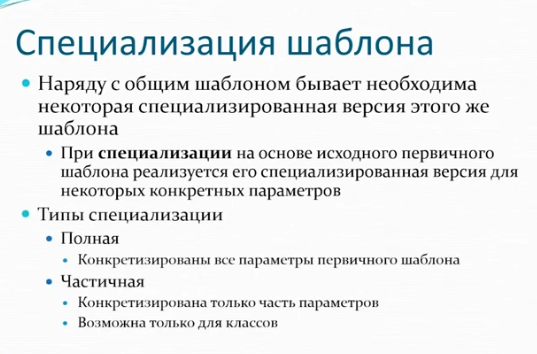 Специализация шаблона
Наряду с общим шаблоном бывает необходима
некоторая специализированная версия этого же
шаблона
При специализации на основе исходного первичного
шаблона реализуется его специализированная версия для
некоторых конкретных параметров
Типы специализации
Полная
Конкретизированы все параметры первичного шаблона
Частичная
Конкретизирована только часть параметров
Возможна только для классов